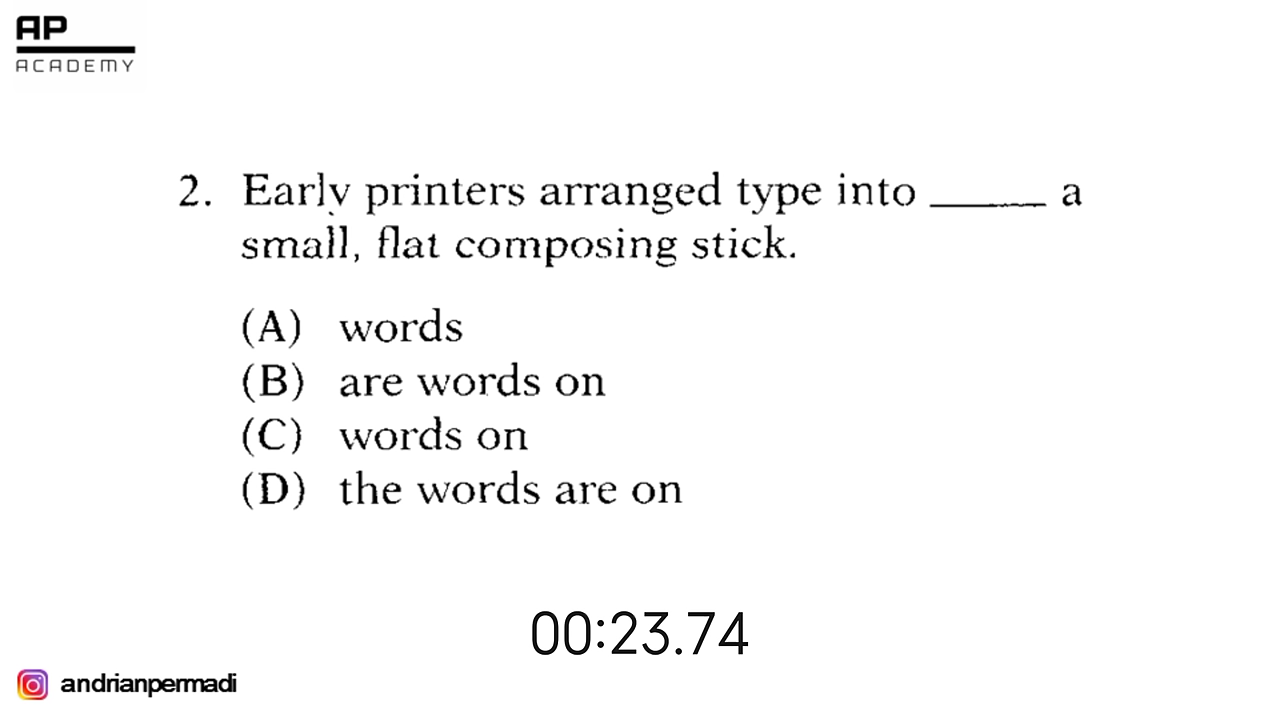 AP
ACADEMY
2. Early printers arranged type into _____ a
small, flat composing stick.
(A) words
(B) are words on
(C) words on
(D) the words are on
00:23.74
andrianpermadi